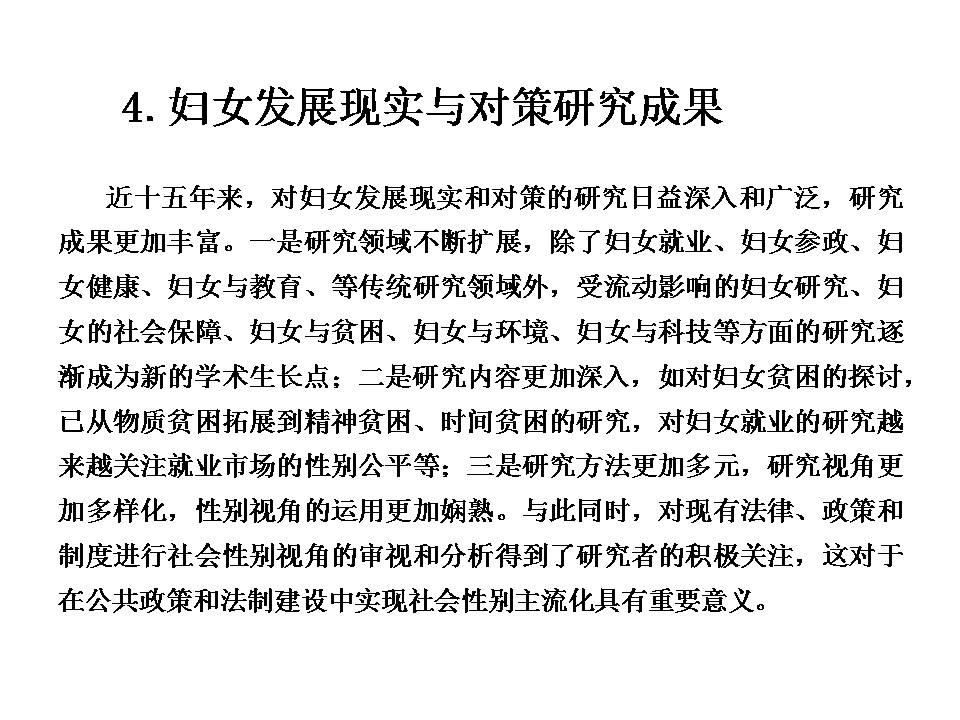 4. 妇女发展现实与对策研究成果
近十五年来，对妇女发展现实和对策的研究日益深入和广泛，研究
成果更加丰富。一是研究领域不断扩展，除了妇女就业、妇女参政、妇
女健康、妇女与教育、等传统研究领域外，受流动影响的妇女研究、妇
女的社会保障、妇女与贫困、妇女与环境、妇女与科技等方面的研究逐
渐成为新的学术生长点；二是研究内容更加深入，如对妇女贫困的探讨，
已从物质贫困拓展到精神贫困、时间贫困的研究，对妇女就业的研究越
来越关注就业市场的性别公平等；三是研究方法更加多元，研究视角更
加多样化，性别视角的运用更加娴熟。与此同时，对现有法律、政策和
制度进行社会性别视角的审视和分析得到了研究者的积极关注，这对于
在公共政策和法制建设中实现社会性别主流化具有重要意义。